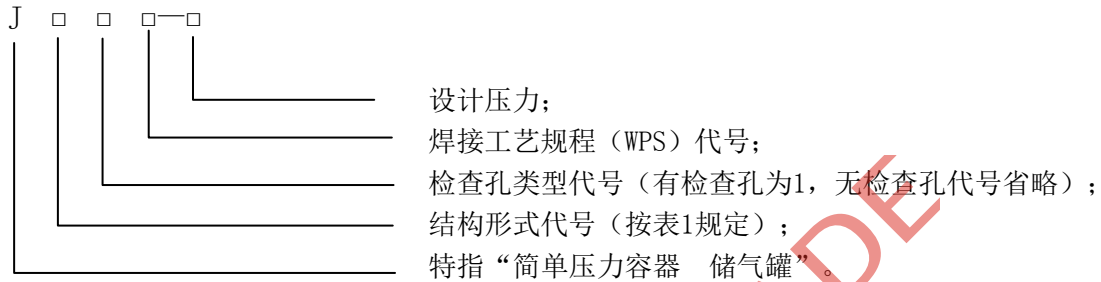 J □ □ □—□
设计压力;
焊接工艺规程（WPS）代号;
检查孔类型代号（有检查孔为1，无检查孔代号省略）;
结构形式代号（按表1规定）;
特指“简单压力容器　储气罐”。
DE